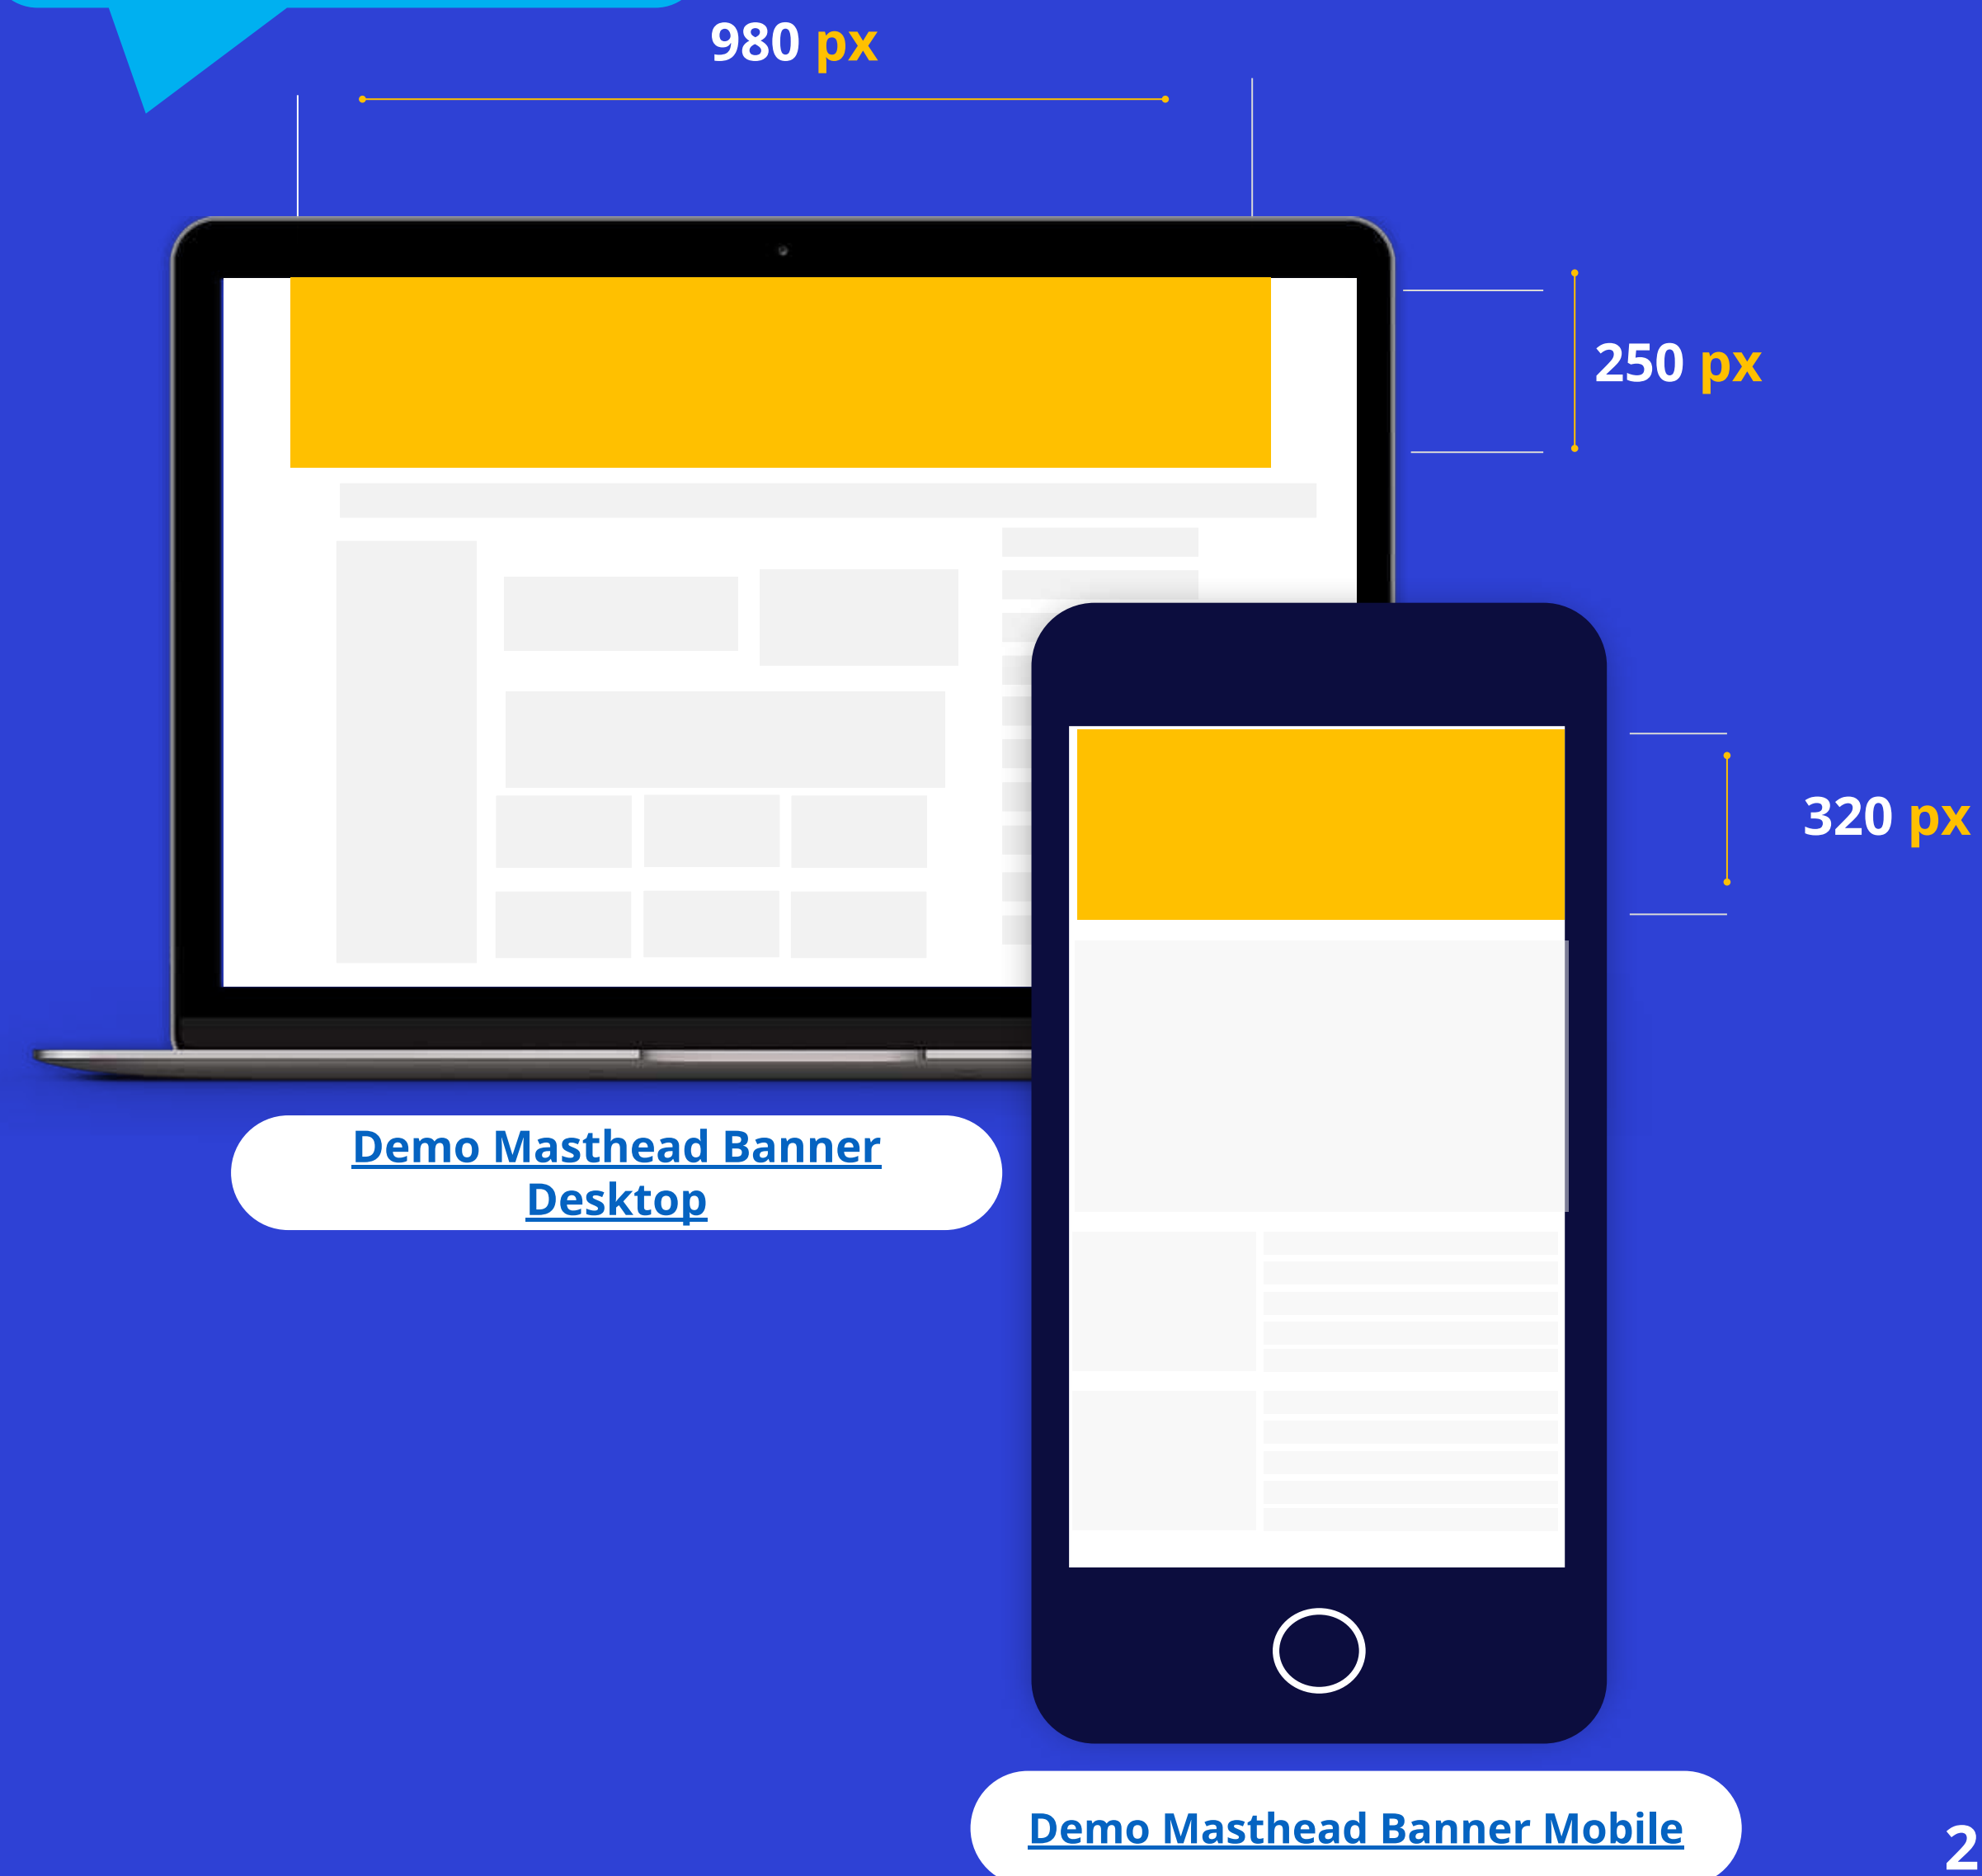 980 px
250 px
320 px
Demo Masthead Banner
Desktop
Demo Masthead Banner Mobile
2